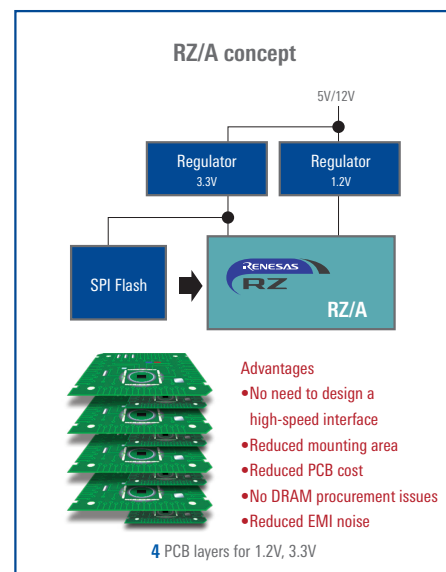 RZ/A concept
5V/12V
Regulator
3.3V
Regulator
1.2V
SPI Flash
RENESAS
RZ
RZ/A
Advantages
•No need to design a
high-speed interface
•Reduced mounting area
•Reduced PCB cost
•No DRAM procurement issues
•Reduced EMI noise
4 PCB layers for 1.2V, 3.3V